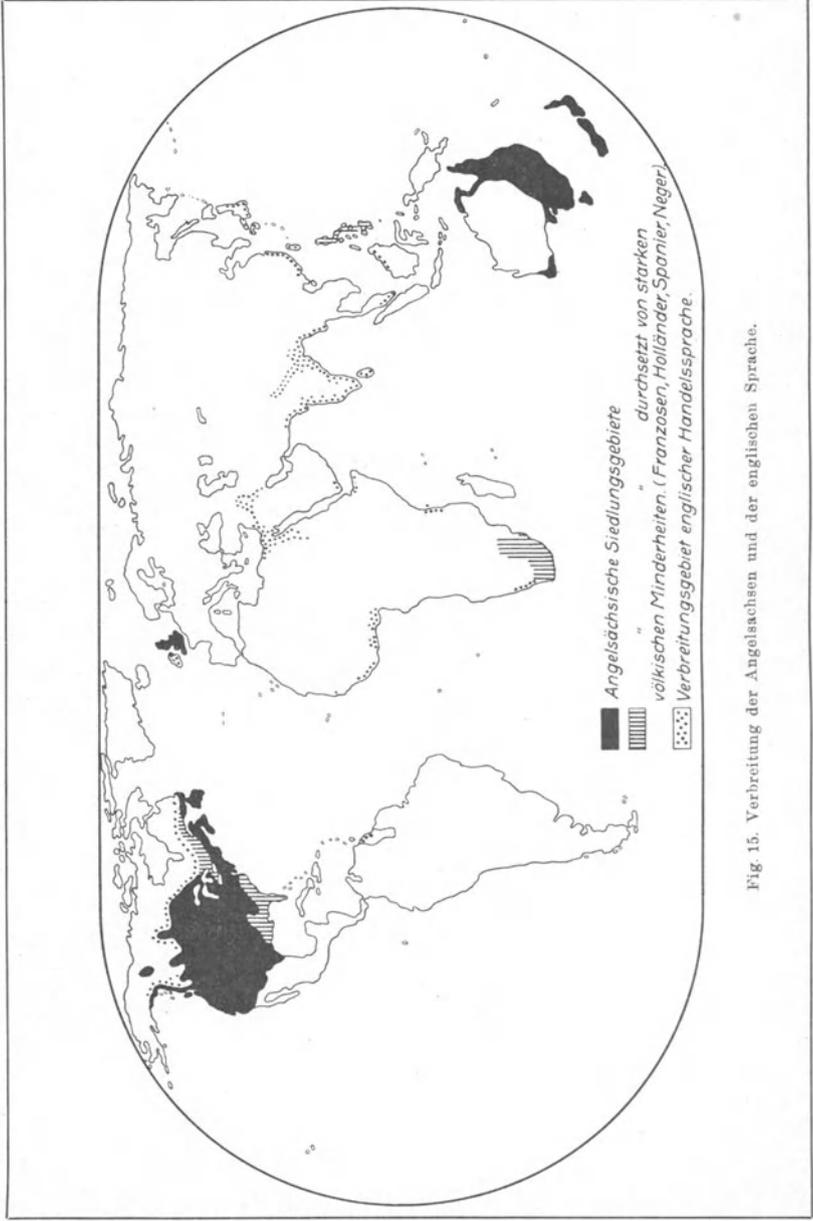 Angelsächsische Siedlungsgebiete
" " durchsetzt von starken
völkischen Minderheiten. (Franzosen, Holländer, Spanier, Neger).
Verbreitungsgebiet englischer Handelssprache.
Fig. 15. Verbreitung der Angelsachsen und der englischen Sprache.